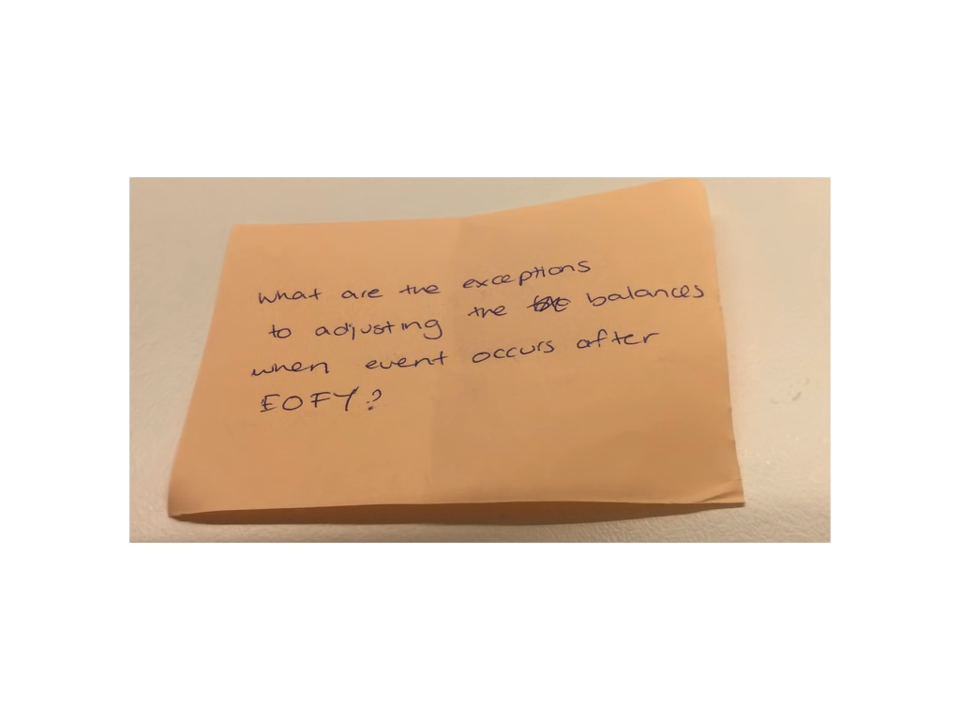 What are the exceptions
to adjusting the balances
when event occurs after
EOFY?